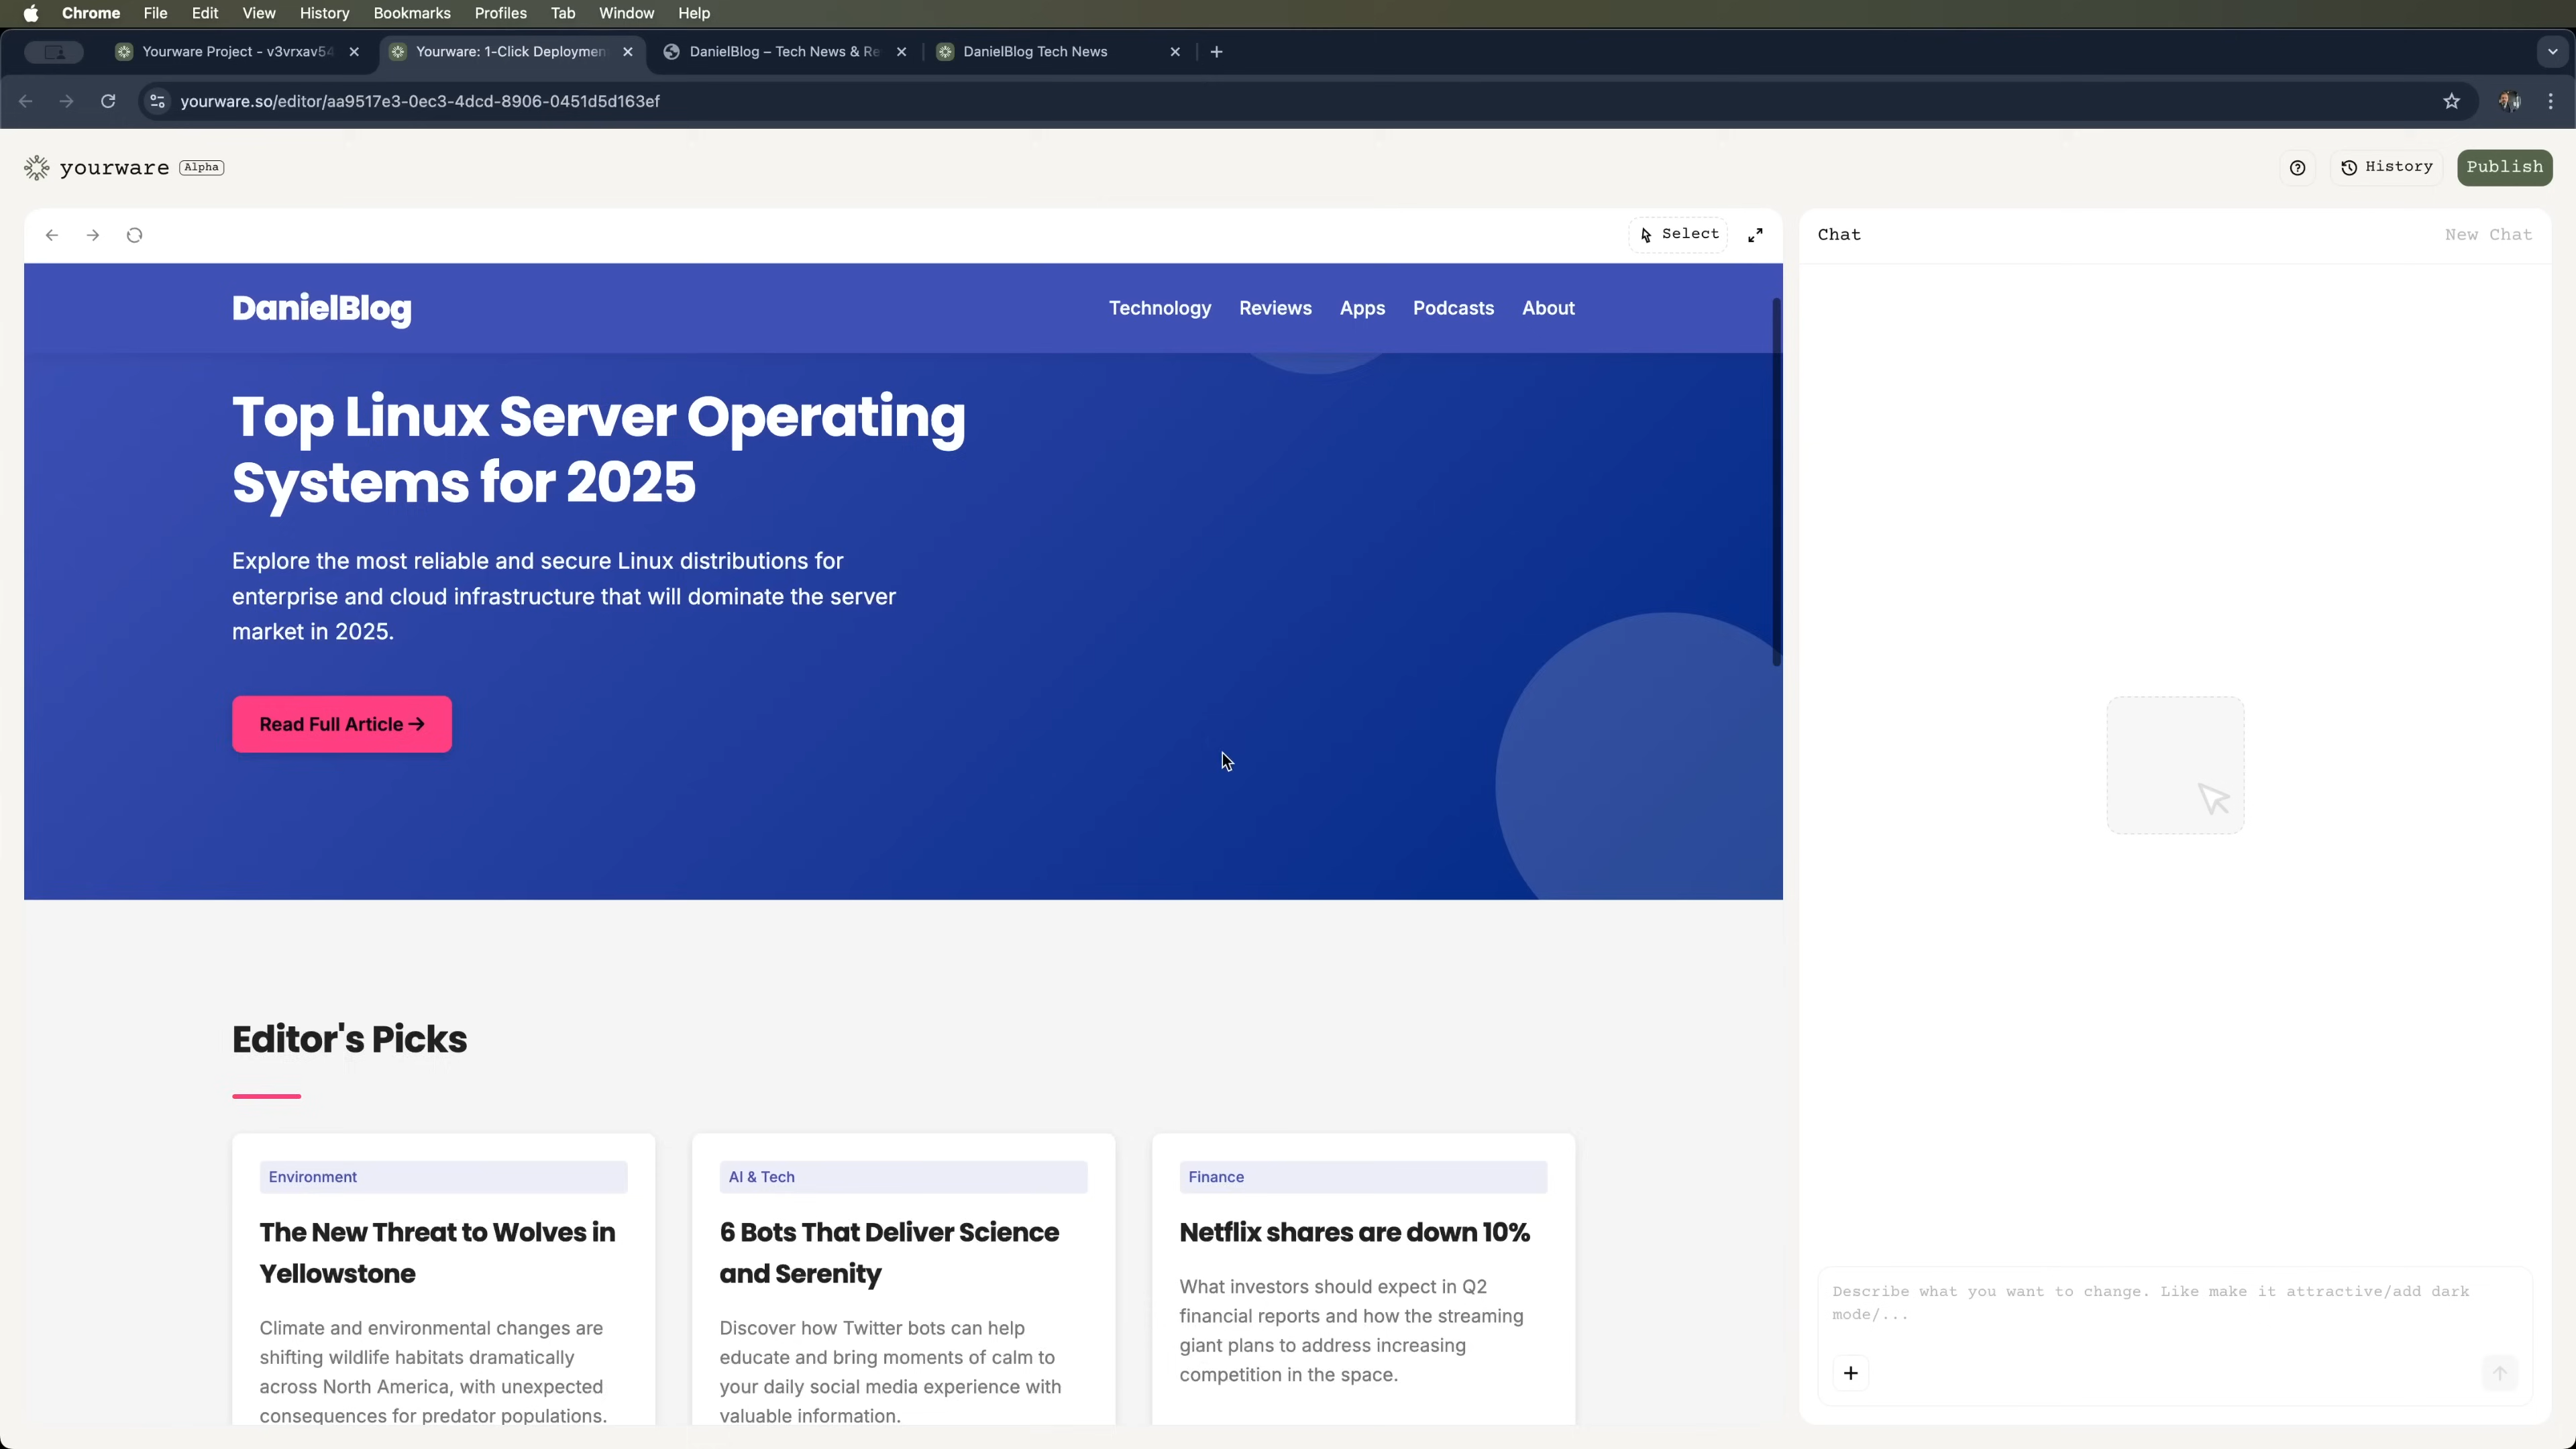 Chrome File Edit View History Bookmarks Profiles Tab Window Help
Yourware Project - v3vrxav54
Yourware: 1-Click Deploymen
DanielBlog – Tech News & Re
DanielBlog Tech News
yourware.so/editor/aa9517e3-0ec3-4dcd-8906-0451d5d163ef
yourware Alpha
History
Publish
Select
DanielBlog
Technology Reviews Apps Podcasts About
Top Linux Server Operating
Systems for 2025
Explore the most reliable and secure Linux distributions for
enterprise and cloud infrastructure that will dominate the server
market in 2025.
Read Full Article →
Editor's Picks
Environment
The New Threat to Wolves in
Yellowstone
Climate and environmental changes are
shifting wildlife habitats dramatically
across North America, with unexpected
consequences for predator populations.
AI & Tech
6 Bots That Deliver Science
and Serenity
Discover how Twitter bots can help
educate and bring moments of calm to
your daily social media experience with
valuable information.
Finance
Netflix shares are down 10%
What investors should expect in Q2
financial reports and how the streaming
giant plans to address increasing
competition in the space.
Chat
New Chat
Describe what you want to change. Like make it attractive/add dark
mode/...